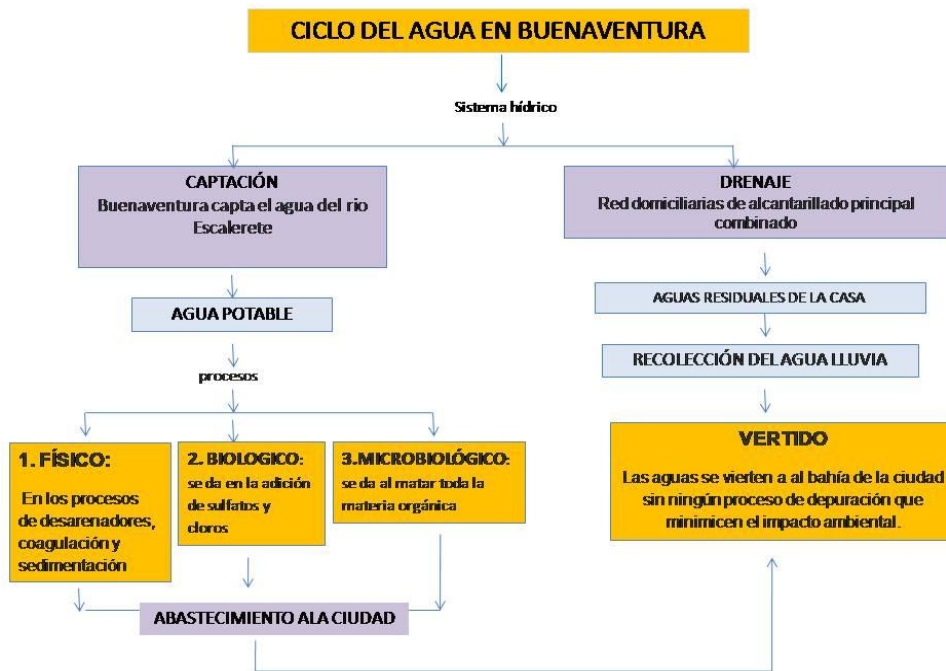 CICLO DEL AGUA EN BUENAVENTURA
Sistema hídrico
CAPTACIÓN
Buenaventura capta el agua del rio
Escalerete
DRENAJE
Red domiciliarias de alcantarillado principal
combinado
AGUA POTABLE
AGUAS RESIDUALES DE LA CASA
RECOLECCIÓN DEL AGUA LLUVIA
procesos
1. FÍSICO:
En los procesos
de desarenadores,
coagulación y
sedimentación
2. BIOLOGICO:
se da en la adición
de sulfatos y
cloros
3.MICROBIOLÓGICO:
se da al matar toda la
materia orgánica
VERTIDO
Las aguas se vierten a al bahía de la ciudad
sin ningún proceso de depuración que
minimicen el impacto ambiental.
ABASTECIMIENTO ALA CIUDAD